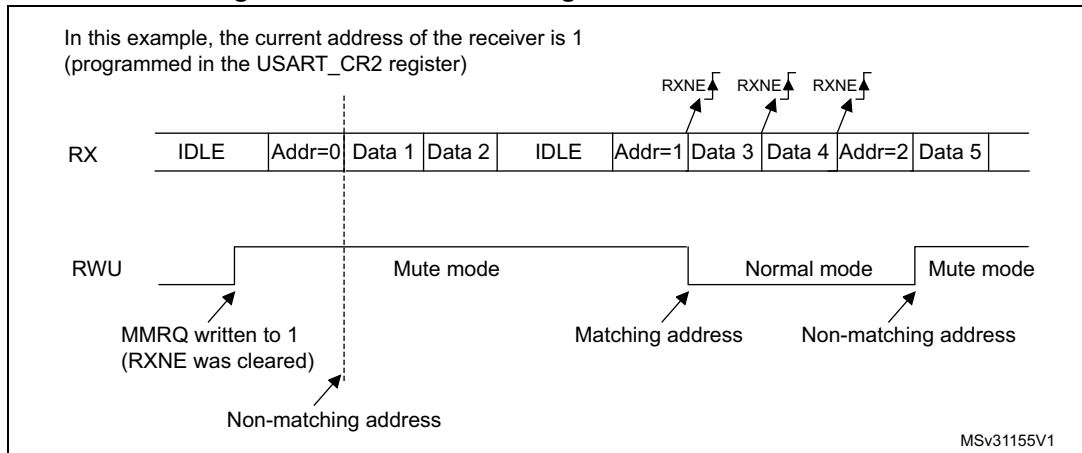 In this example, the current address of the receiver is 1
(programmed in the USART_CR2 register)
RXNE RXNE RXNE
RX IDLE Addr=0 Data 1 Data 2 IDLE Addr=1 Data 3 Data 4 Addr=2 Data 5
RWU Mute mode Normal mode Mute mode
MMRQ written to 1 Matching address Non-matching address
(RXNE was cleared)
Non-matching address
MSv31155V1